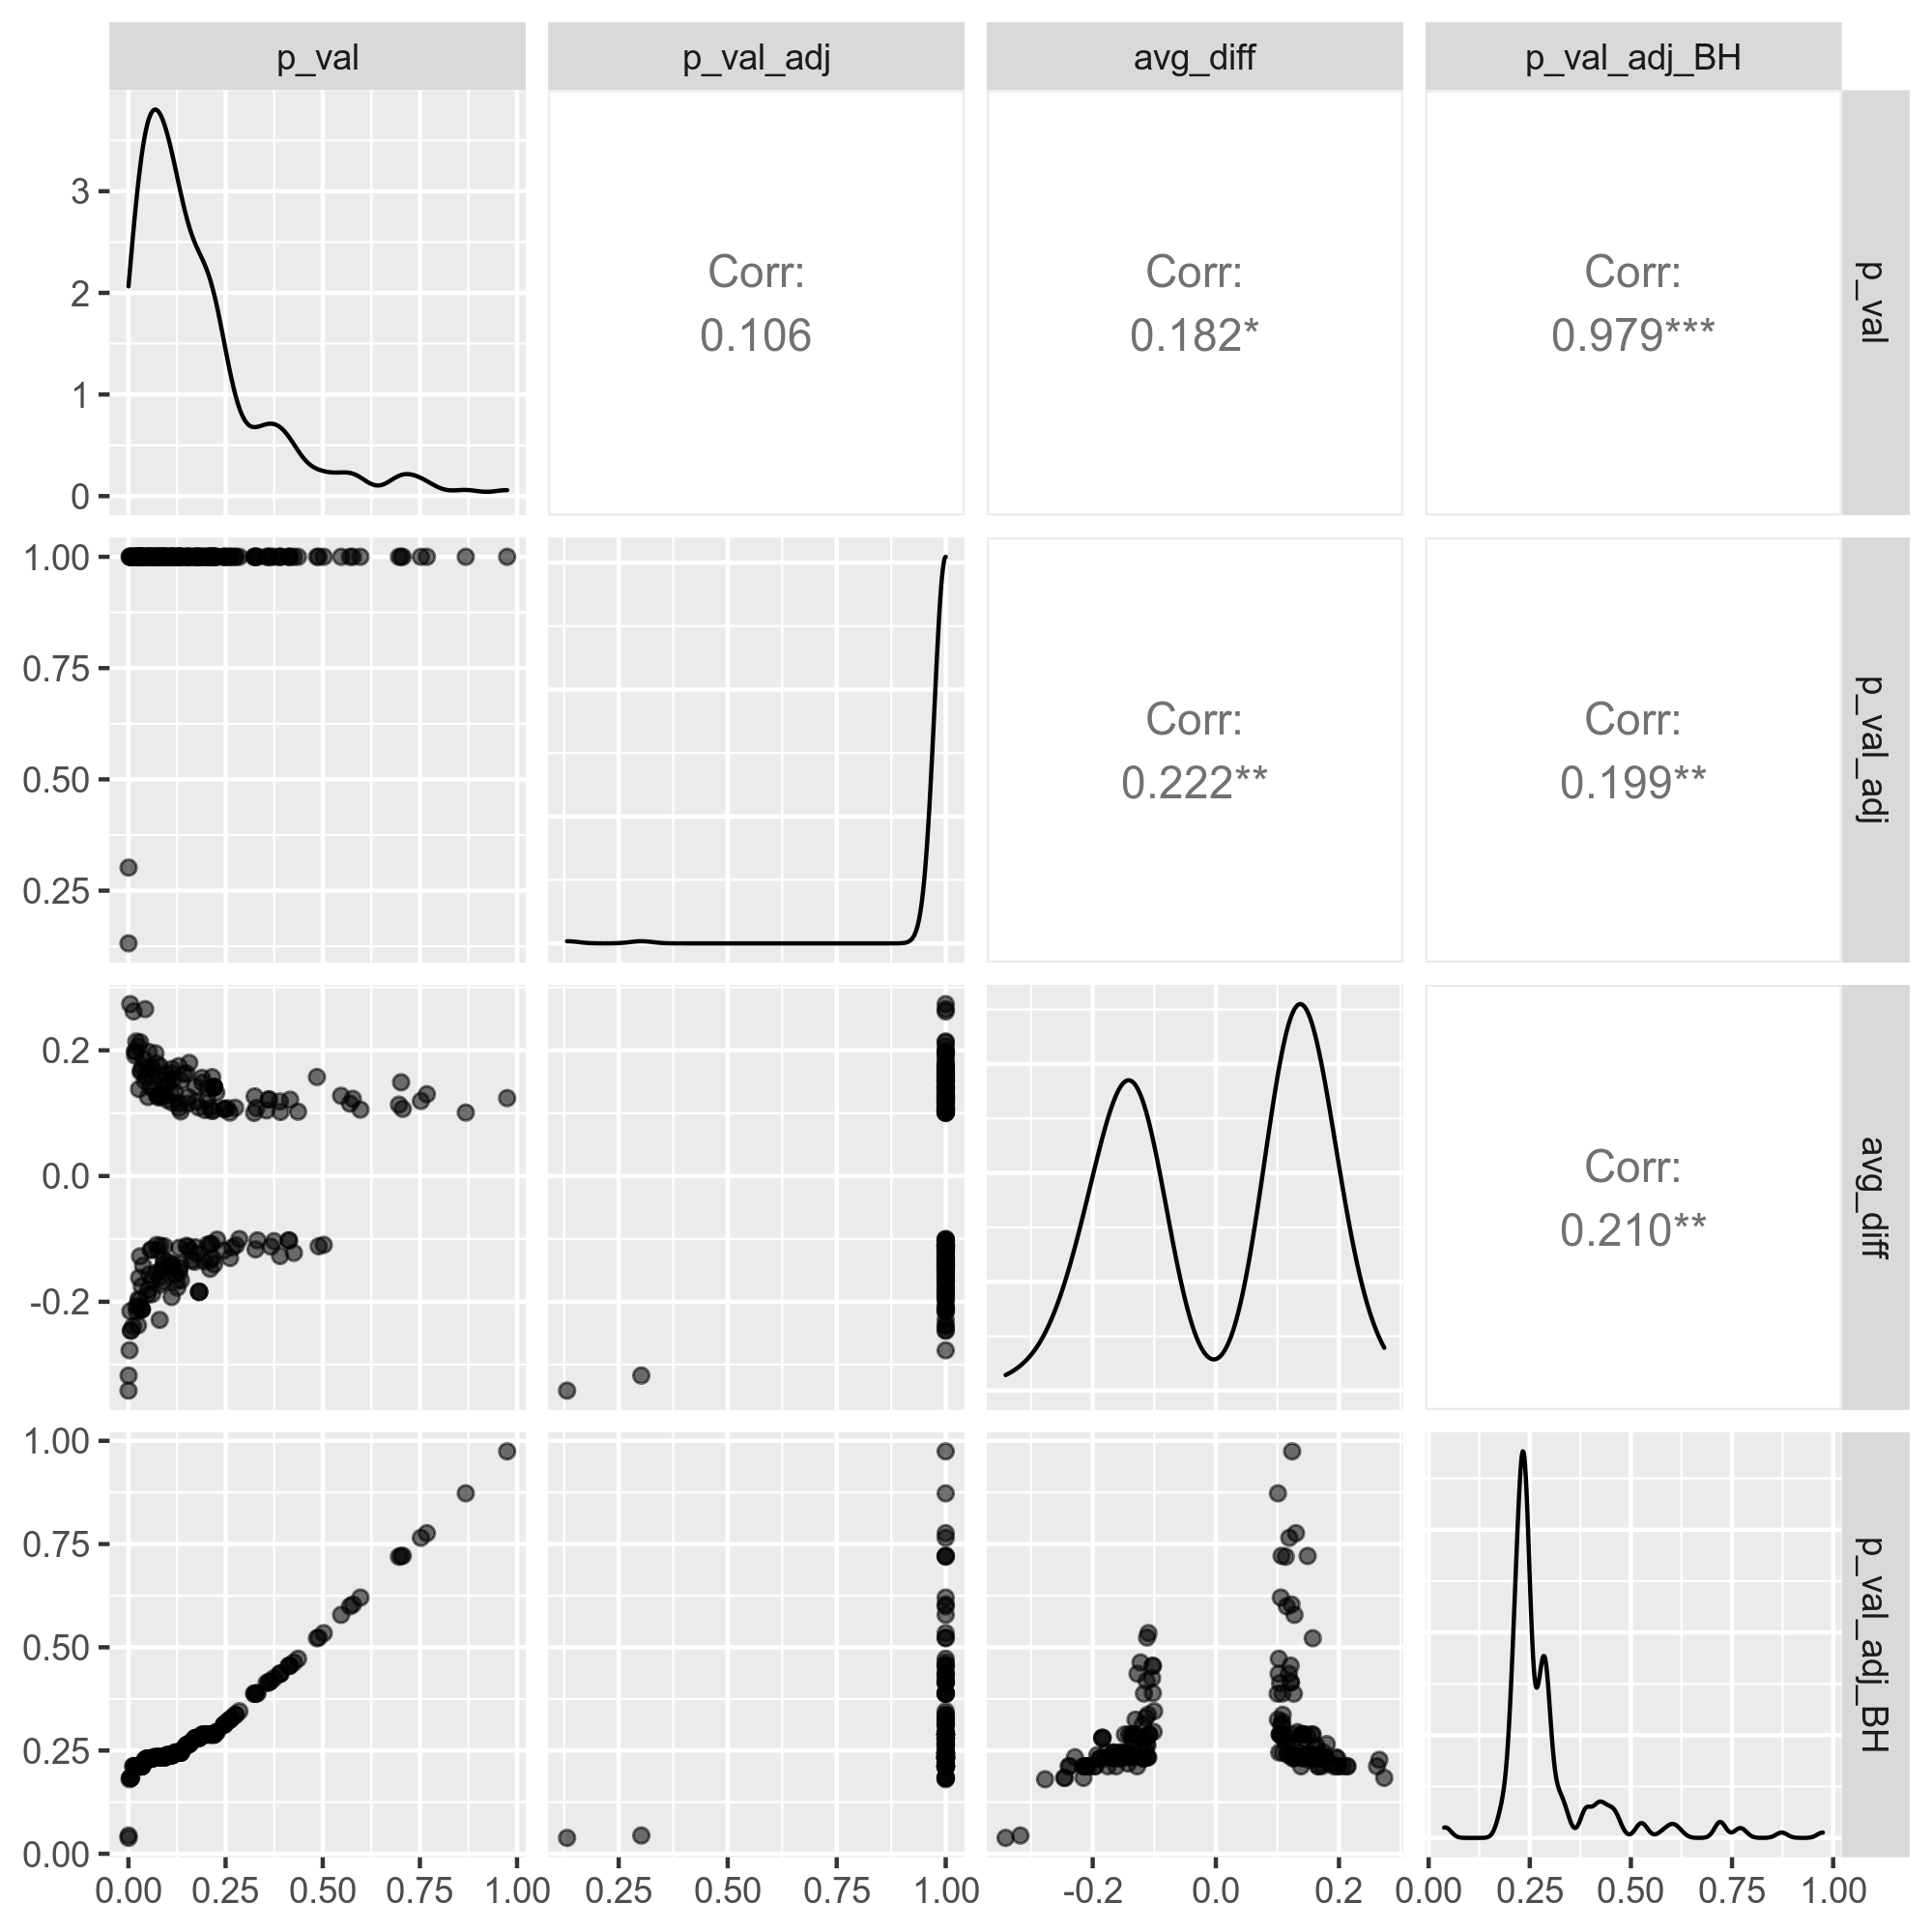 p_val p_val_adj avg_diff p_val_adj_BH
3
2
1
0
Corr:
0.106
Corr:
0.182*
Corr:
0.979***
p_val
1.00
0.75
0.50
0.25
Corr:
0.222**
Corr:
0.199**
p_val_adj
0.2
0.0
-0.2
Corr:
0.210**
avg_diff
1.00
0.75
0.50
0.25
0.00
p_val_adj_BH
0.00 0.25 0.50 0.75 1.00 0.25 0.50 0.75 1.00 -0.2 0.0 0.2 0.00 0.25 0.50 0.75 1.00